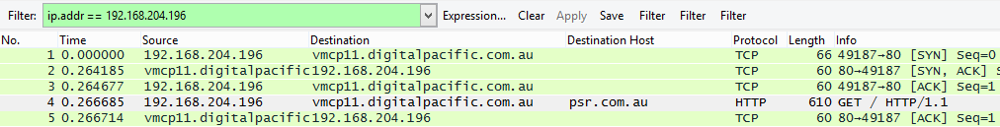 Filter: ip.addr == 192.168.204.196 Expression... Clear Apply Save Filter Filter Filter
No. Time Source Destination Destination Host Protocol Length Info
1 0.000000 192.168.204.196 vmcp11.digitalpacific.com.au TCP 66 49187→80 [SYN] Seq=0
2 0.264185 vmcp11.digitalpacific 192.168.204.196 TCP 60 80→49187 [SYN, ACK] S
3 0.264677 192.168.204.196 vmcp11.digitalpacific.com.au TCP 60 49187→80 [ACK] Seq=1
4 0.266685 192.168.204.196 vmcp11.digitalpacific.com.au psr.com.au HTTP 610 GET / HTTP/1.1
5 0.266714 vmcp11.digitalpacific 192.168.204.196 TCP 60 80→49187 [ACK] Seq=1